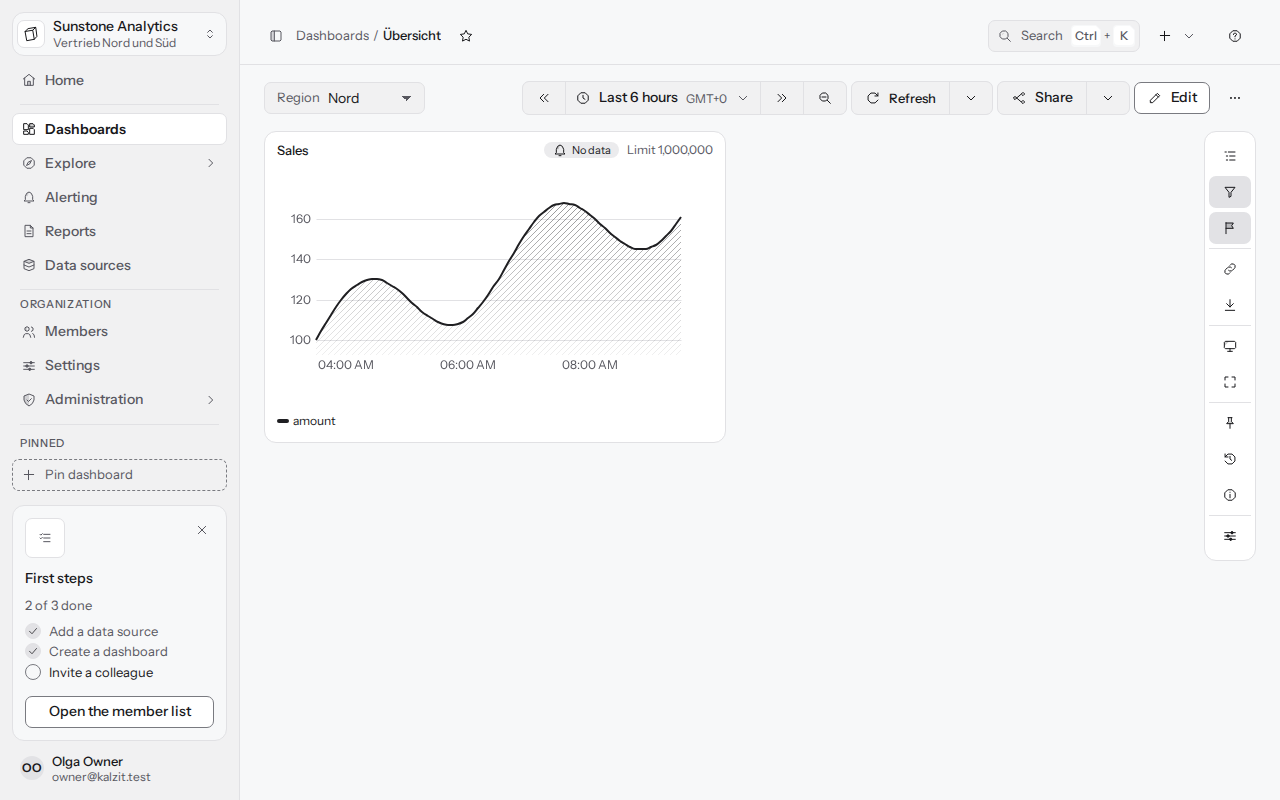 Sunstone Analytics
Vertrieb Nord und Süd
Home
Dashboards
Explore
Alerting
Reports
Data sources
ORGANIZATION
Members
Settings
Administration
PINNED
Pin dashboard
First steps
2 of 3 done
Add a data source
Create a dashboard
Invite a colleague
Open the member list
OO
Olga Owner
owner@kalzit.test
Dashboards / Übersicht
Search Ctrl + K
Region Nord
Last 6 hours GMT+0
Refresh
Share
Edit
Sales
No data
Limit 1,000,000
160
140
120
100
04:00 AM 06:00 AM 08:00 AM
amount